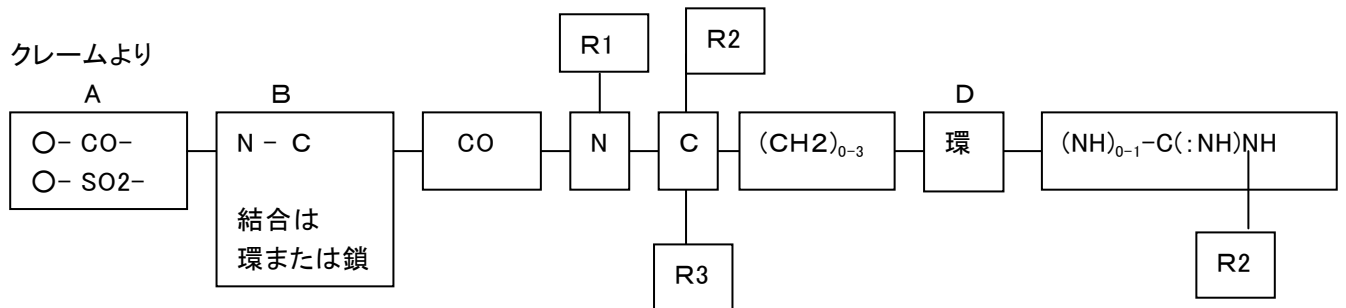 クレームより
R1
R2
A
B
D
○- CO-
○- SO2-
N - C
結合は
環または鎖
CO
N
C
(CH2)0-3
環
(NH)0-1-C(:NH)NH
R3
R2